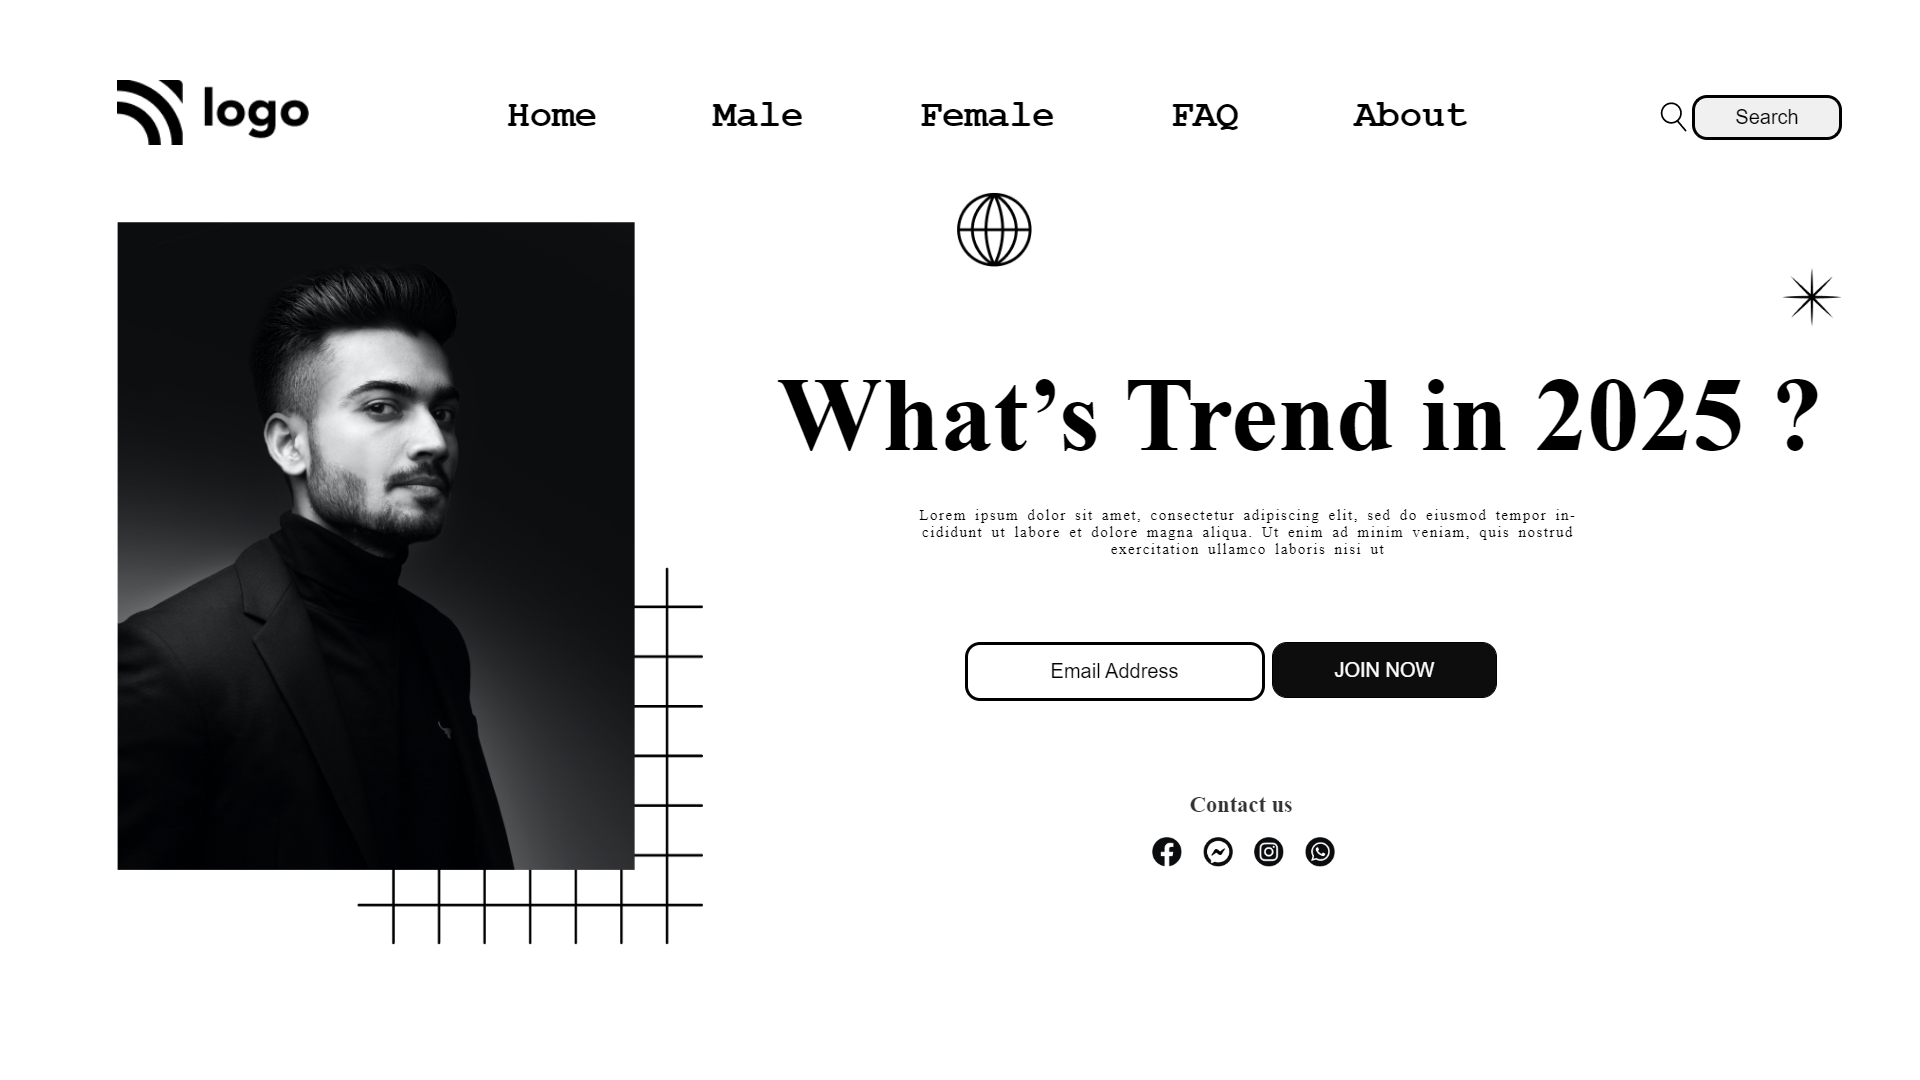 logo
Home Male Female FAQ About
Search
What’s Trend in 2025 ?
Lorem ipsum dolor sit amet, consectetur adipiscing elit, sed do eiusmod tempor in-
cididunt ut labore et dolore magna aliqua. Ut enim ad minim veniam, quis nostrud
exercitation ullamco laboris nisi ut
Email Address
JOIN NOW
Contact us